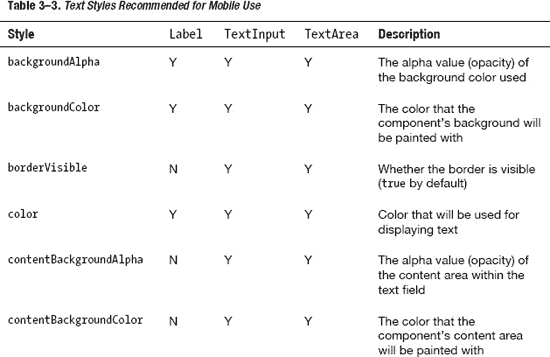 Table 3–3. Text Styles Recommended for Mobile Use
Style Label TextInput TextArea Description
backgroundAlpha Y Y Y The alpha value (opacity) of
the background color used
backgroundColor Y Y Y The color that the
component's background will
be painted with
borderVisible N Y Y Whether the border is visible
(true by default)
color Y Y Y Color that will be used for
displaying text
contentBackgroundAlpha N Y Y The alpha value (opacity) of
the content area within the
text field
contentBackgroundColor N Y Y The color that the
component's content area
will be painted with